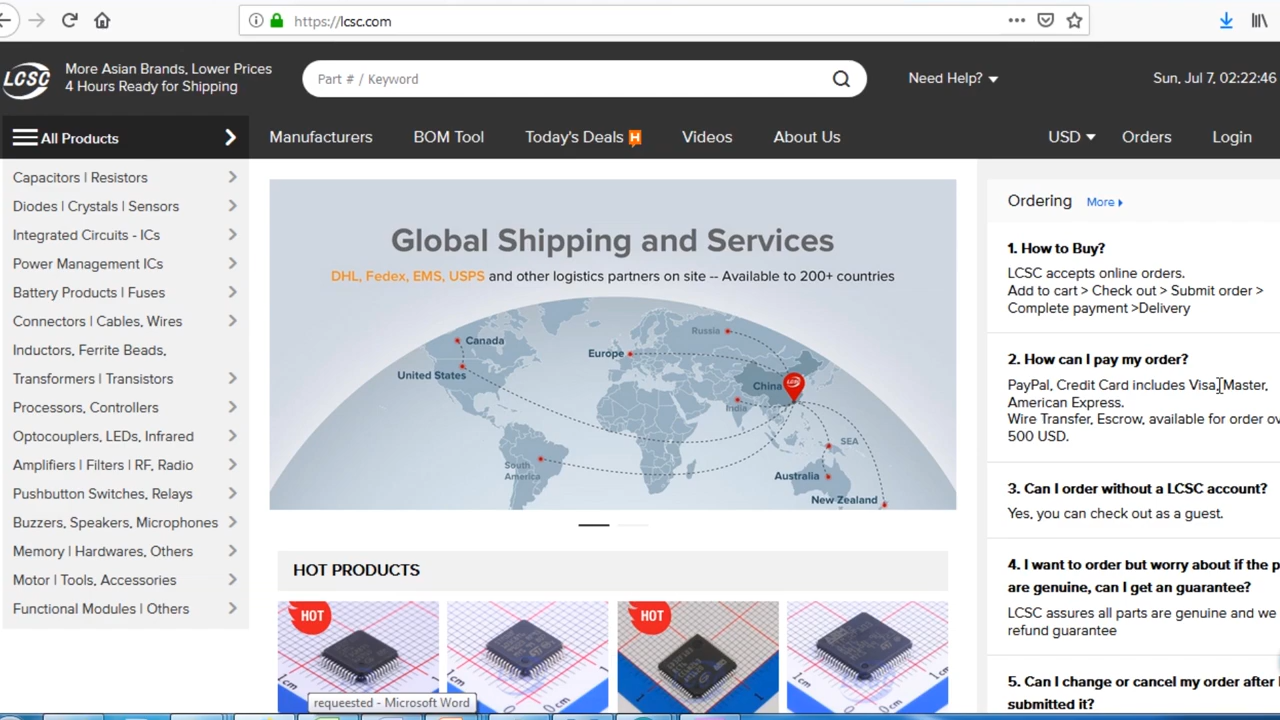 https://lcsc.com
LCSC
More Asian Brands, Lower Prices
4 Hours Ready for Shipping
Part # / Keyword
Need Help?
Sun, Jul 7, 02:22:46
All Products
Manufacturers
BOM Tool
Today's Deals H
Videos
About Us
USD
Orders
Login
Capacitors | Resistors
Diodes | Crystals | Sensors
Integrated Circuits - ICs
Power Management ICs
Battery Products | Fuses
Connectors | Cables, Wires
Inductors, Ferrite Beads,
Transformers | Transistors
Processors, Controllers
Optocouplers, LEDs, Infrared
Amplifiers | Filters | RF, Radio
Pushbutton Switches, Relays
Buzzers, Speakers, Microphones
Memory | Hardwares, Others
Motor | Tools, Accessories
Functional Modules | Others
Global Shipping and Services
DHL, Fedex, EMS, USPS and other logistics partners on site -- Available to 200+ countries
Russia
Canada
Europe
United States
LCSC
China
India
SEA
South
America
Australia
New Zealand
HOT PRODUCTS
HOT
HOT
1cm
1cm
requeested - Microsoft Word
Ordering More
1. How to Buy?
LCSC accepts online orders.
Add to cart > Check out > Submit order >
Complete payment >Delivery
2. How can I pay my order?
PayPal, Credit Card includes Visa, Master,
American Express.
Wire Transfer, Escrow, available for order ov
500 USD.
3. Can I order without a LCSC account?
Yes, you can check out as a guest.
4. I want to order but worry about if the p
are genuine, can I get an guarantee?
LCSC assures all parts are genuine and we
refund guarantee
5. Can I change or cancel my order after I
submitted it?